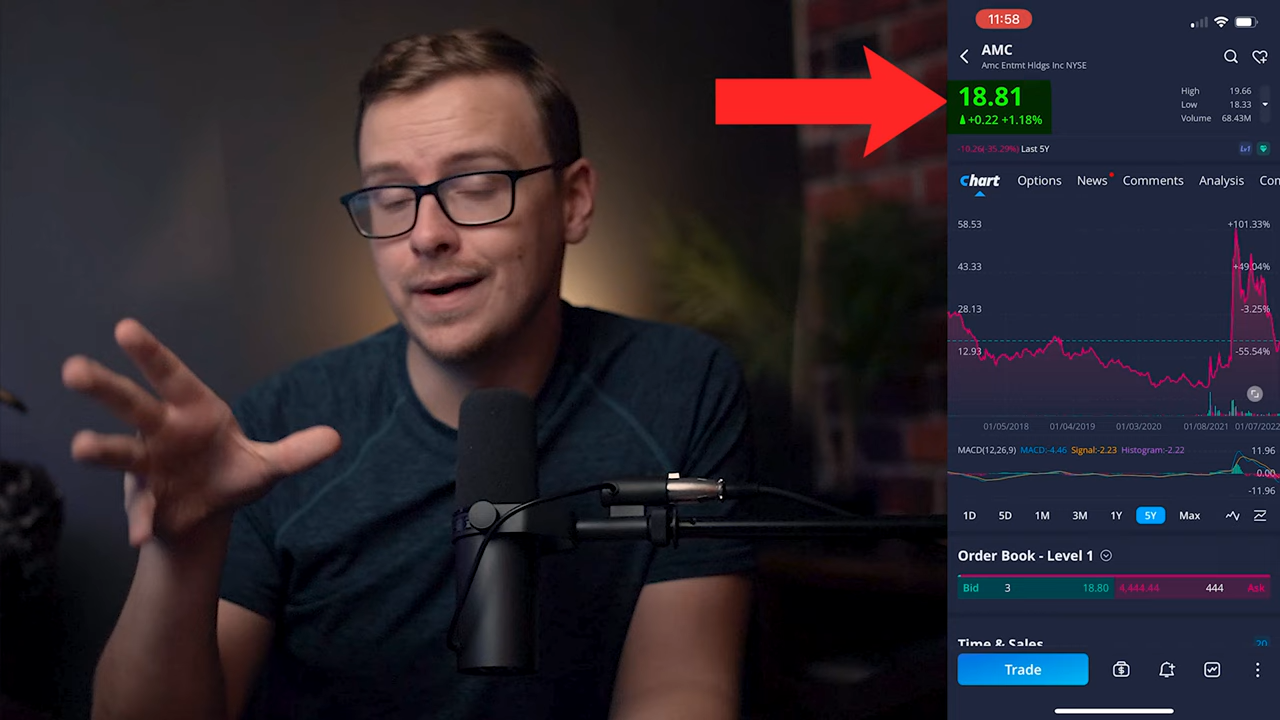 11:58
AMC
Amc Entmt Hldgs Inc NYSE
18.81
+0.22 +1.18%
High 19.66
Low 18.33
Volume 68.43M
-10.26(-35.29%) Last 5Y
Lv1
Chart Options News Comments Analysis Con
58.53 +101.33%
43.33 +49.04%
28.13 -3.25%
12.93 -55.54%
01/05/2018 01/04/2019 01/03/2020 01/08/2021 01/07/2022
MACD(12,26,9) MACD:-4.46 Signal:-2.23 Histogram:-2.22 11.96
0.00
-11.96
1D 5D 1M 3M 1Y 5Y Max
Order Book - Level 1
Bid 3 18.80 4,444.44 444 Ask
Time & Sales 20
Trade